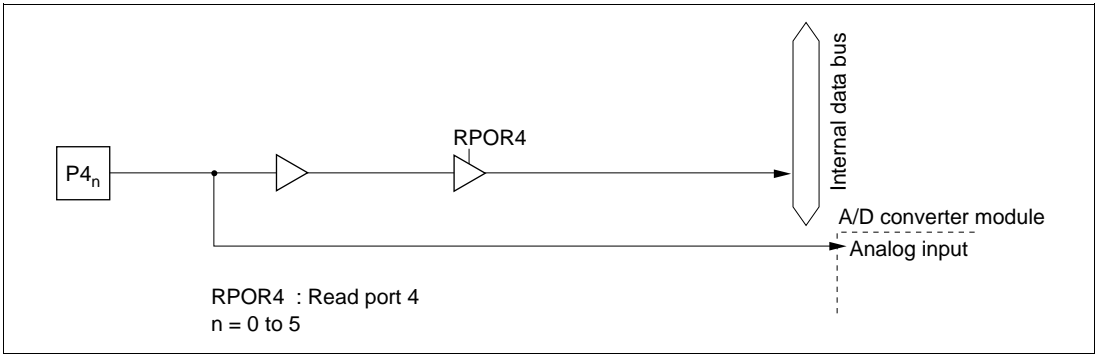 RPOR4
P4n
Internal data bus
A/D converter module
Analog input
RPOR4 : Read port 4
n = 0 to 5